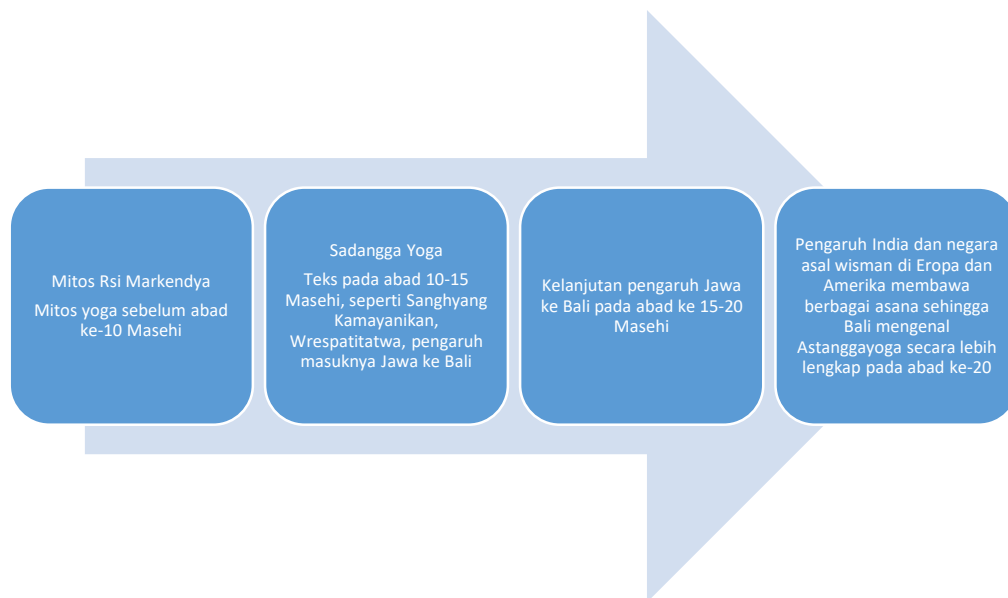 Mitos Rsi Markendya
Mitos yoga sebelum abad
ke-10 Masehi
Sadangga Yoga
Teks pada abad 10-15
Masehi, seperti Sanghyang
Kamayanikan,
Wrespatitatwa, pengaruh
masuknya Jawa ke Bali
Kelanjutan pengaruh Jawa
ke Bali pada abad ke 15-20
Masehi
Pengaruh India dan negara
asal wisman di Eropa dan
Amerika membawa
berbagai asana sehingga
Bali mengenal
Astanggayoga secara lebih
lengkap pada abad ke-20